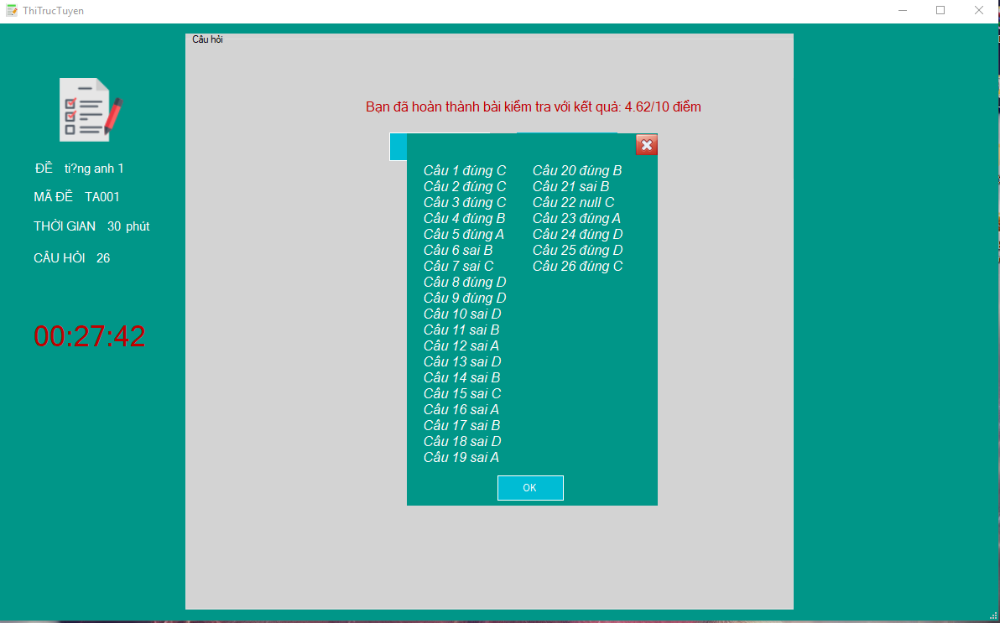 ThiTrucTuyen
Câu hỏi
Bạn đã hoàn thành bài kiểm tra với kết quả: 4.62/10 điểm
ĐỀ ti?ng anh 1
MÃ ĐỀ TA001
THỜI GIAN 30 phút
CÂU HỎI 26
00:27:42
Câu 1 đúng C
Câu 2 đúng C
Câu 3 đúng C
Câu 4 đúng B
Câu 5 đúng A
Câu 6 sai B
Câu 7 sai C
Câu 8 đúng D
Câu 9 đúng D
Câu 10 sai D
Câu 11 sai B
Câu 12 sai A
Câu 13 sai D
Câu 14 sai B
Câu 15 sai C
Câu 16 sai A
Câu 17 sai B
Câu 18 sai D
Câu 19 sai A
Câu 20 đúng B
Câu 21 sai B
Câu 22 null C
Câu 23 đúng A
Câu 24 đúng D
Câu 25 đúng D
Câu 26 đúng C
OK